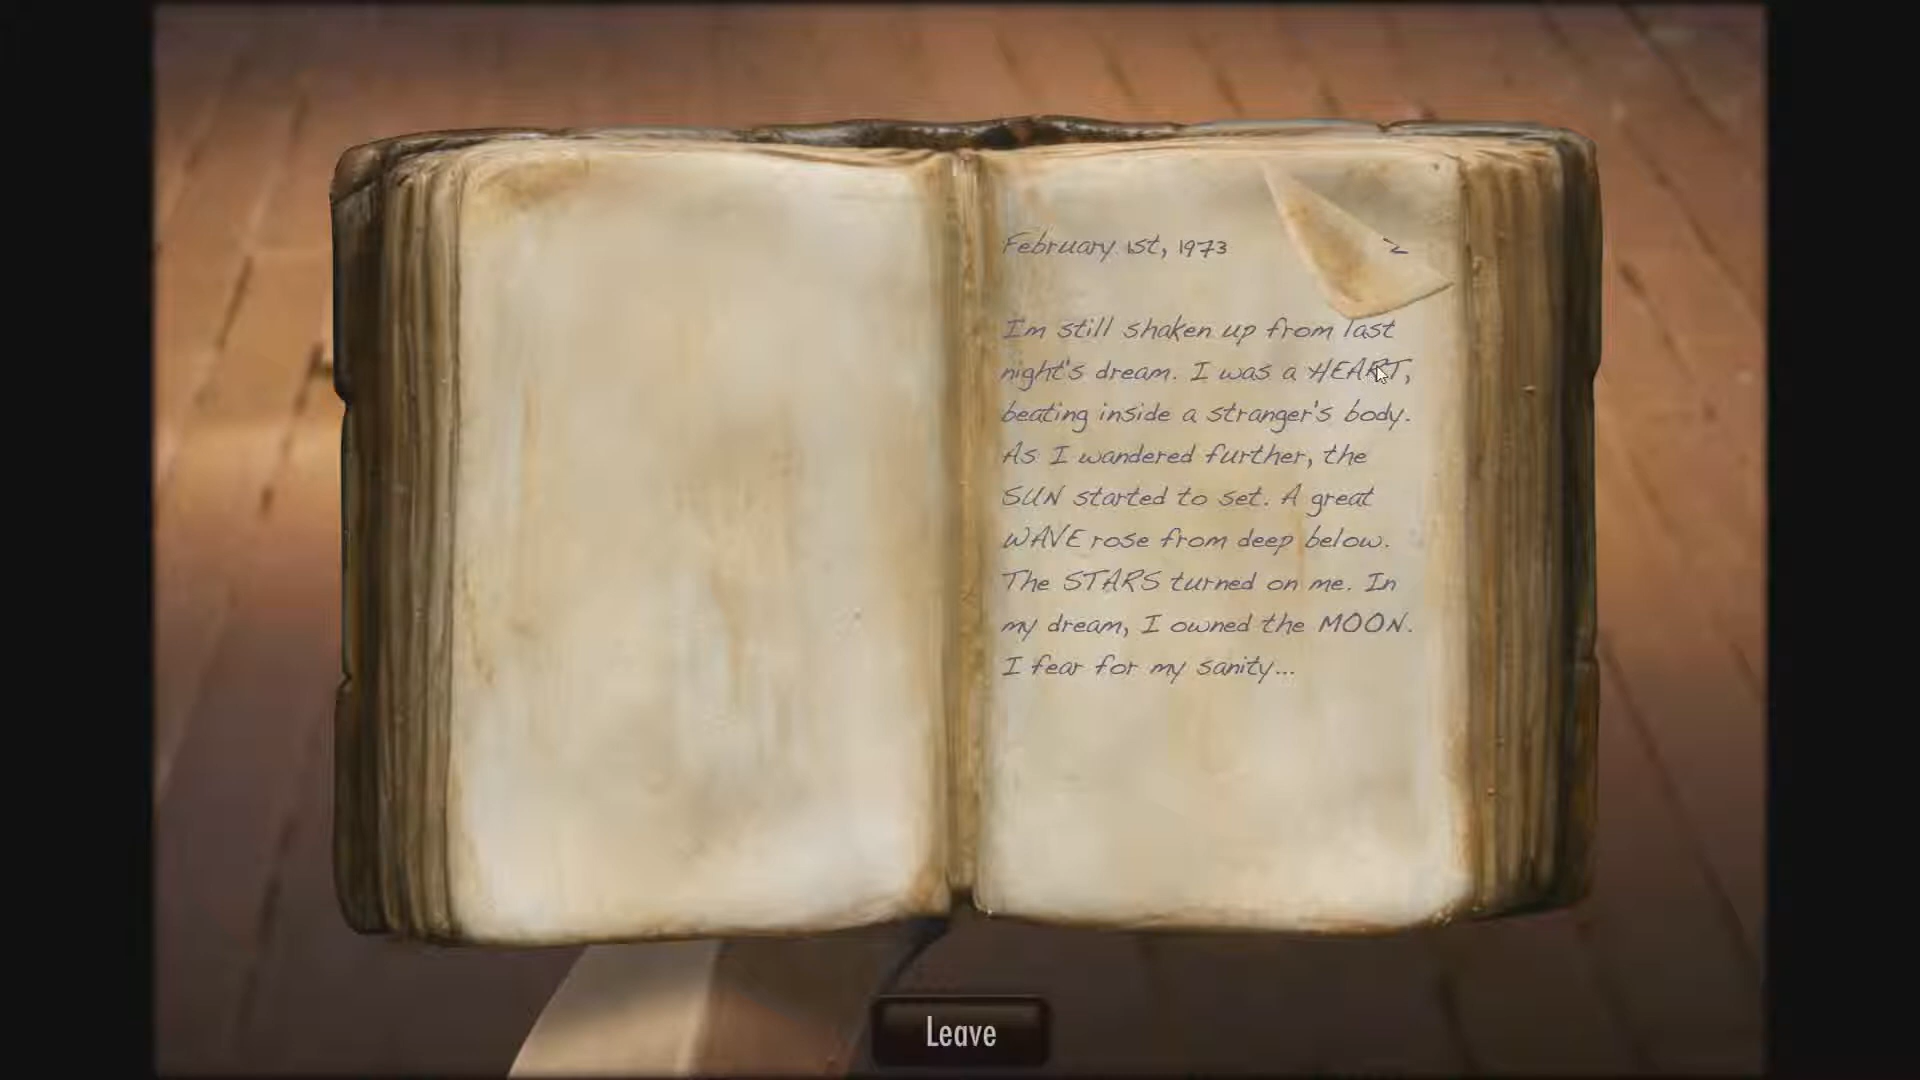 February 1st, 1973
Im still shaken up from last
night's dream. I was a HEART,
beating inside a stranger's body.
As I wandered further, the
SUN started to set. A great
WAVE rose from deep below.
The STARS turned on me. In
my dream, I owned the MOON.
I fear for my sanity...
Leave